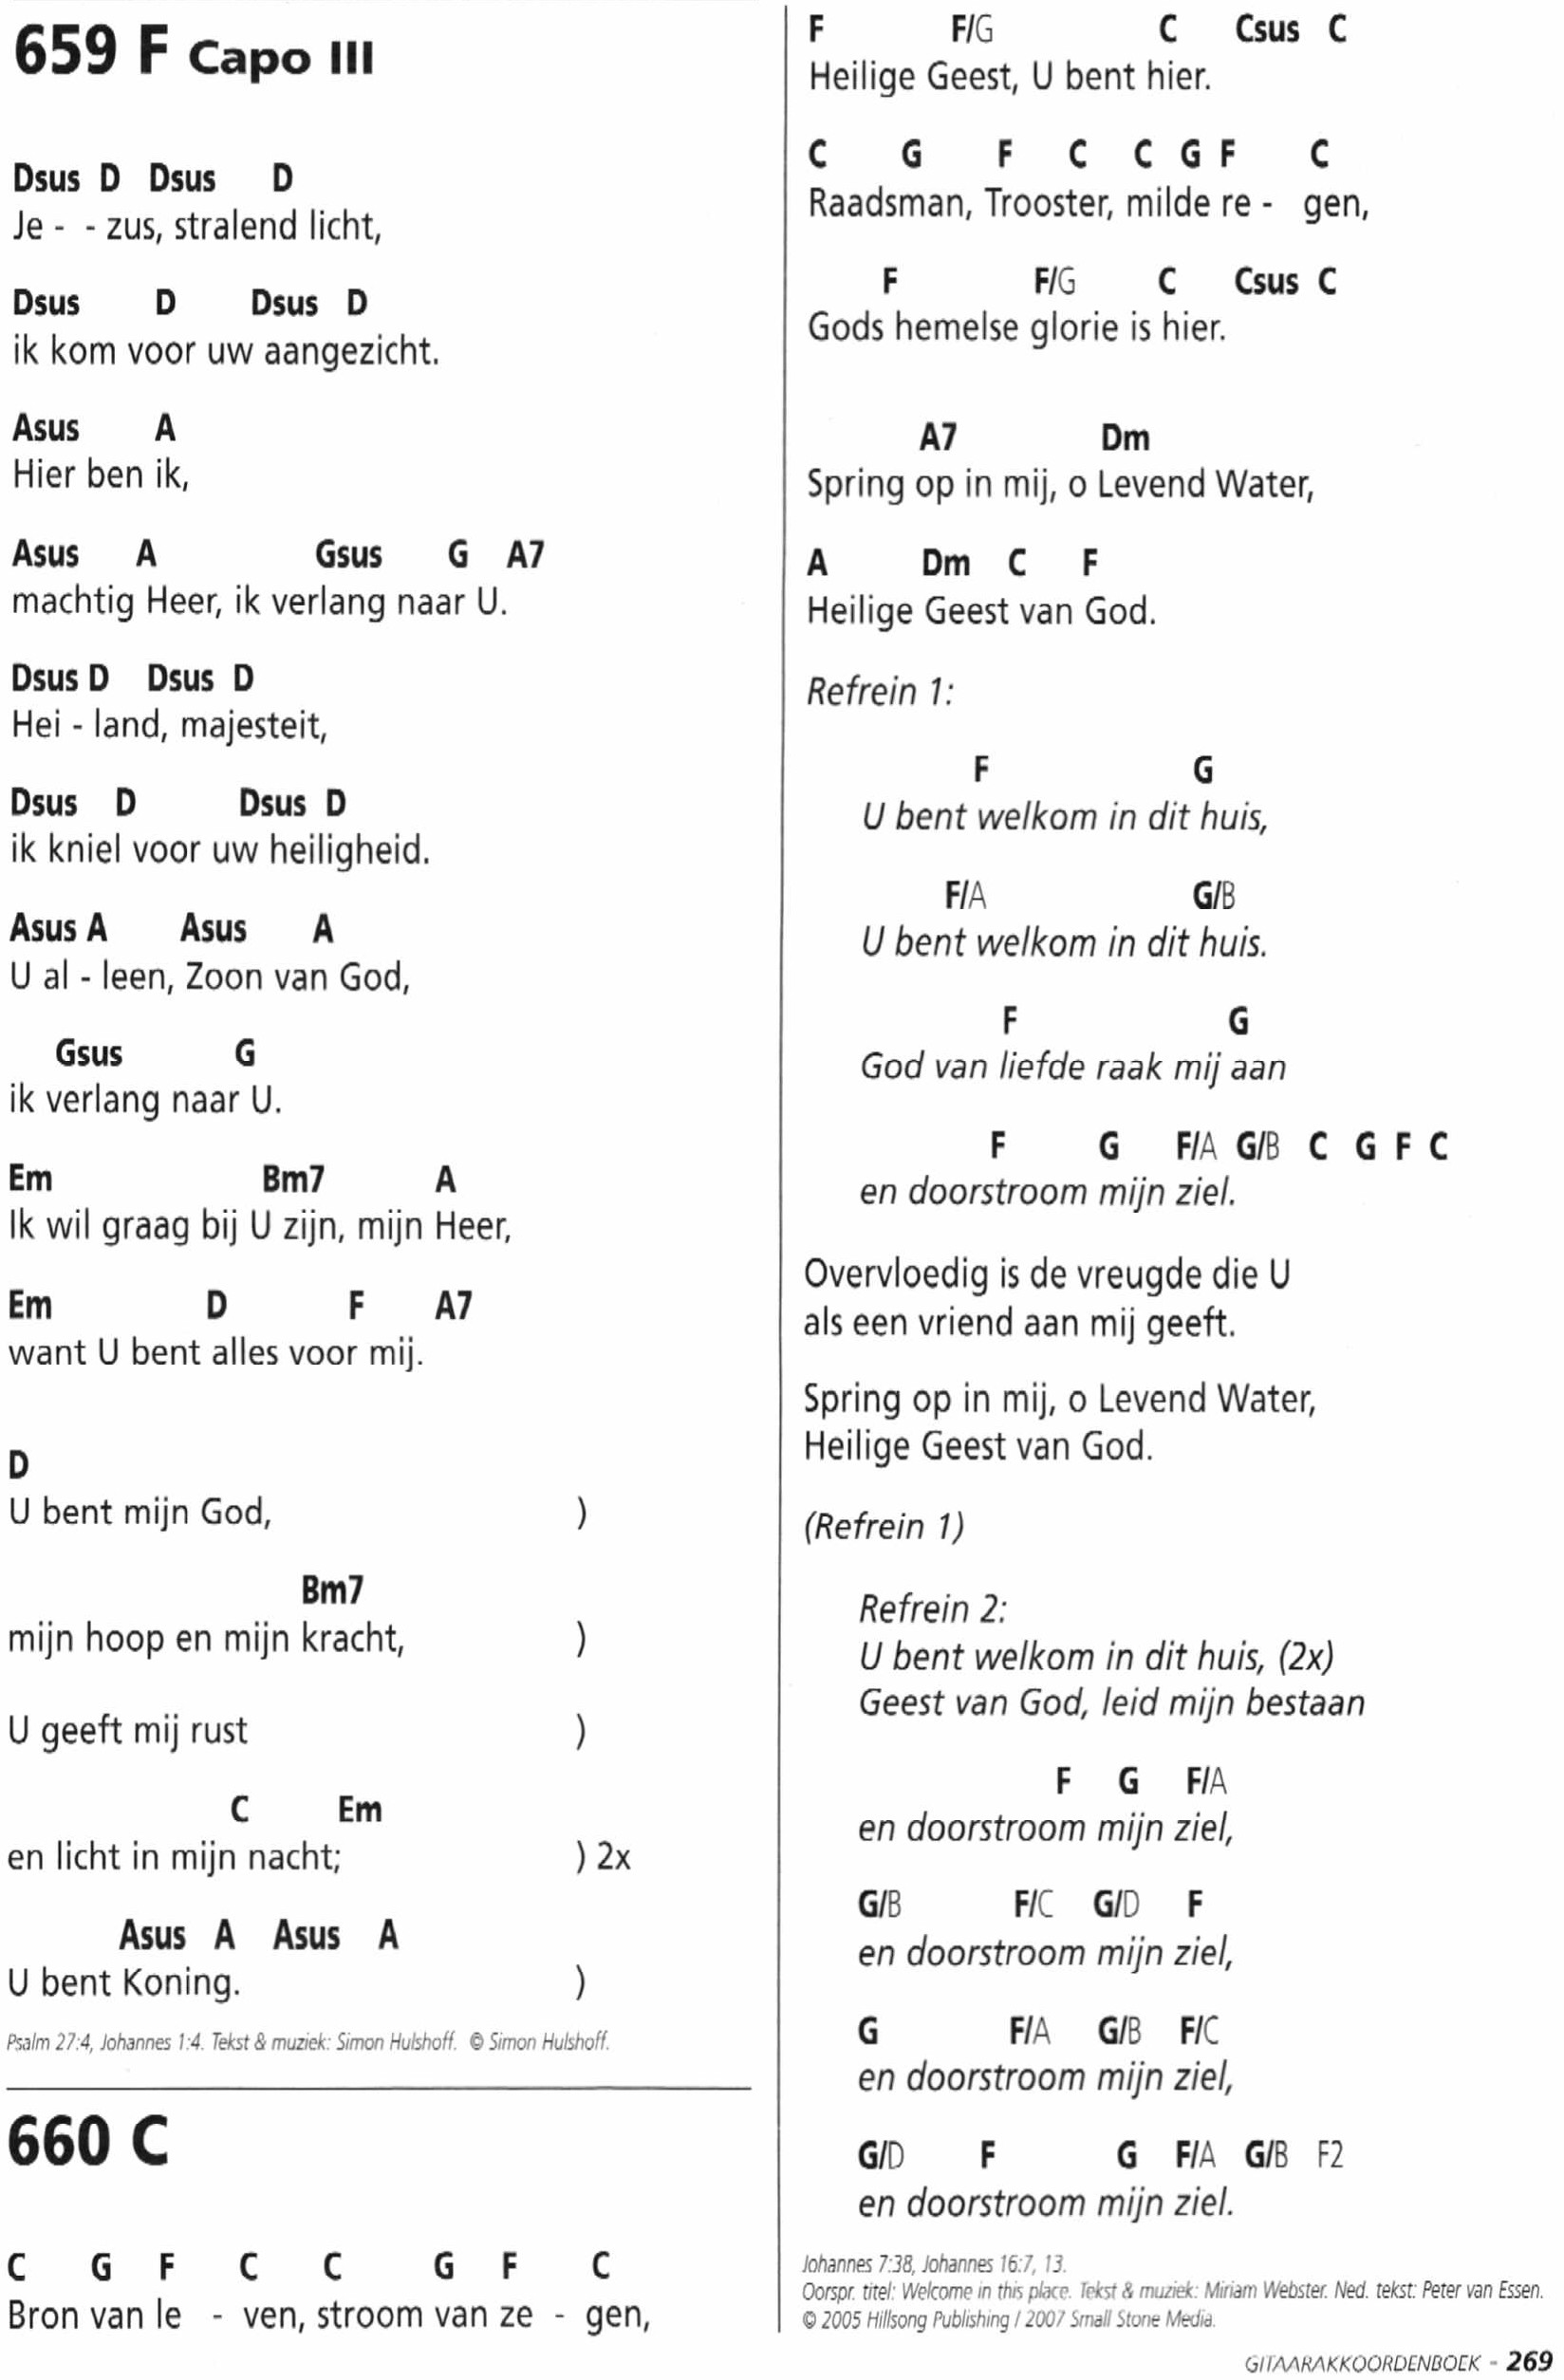 659 F Capo III
Dsus D Dsus D
Je - - zus, stralend licht,
Dsus D Dsus D
ik kom voor uw aangezicht.
Asus A
Hier ben ik,
Asus A Gsus G A7
machtig Heer, ik verlang naar U.
Dsus D Dsus D
Hei - land, majesteit,
Dsus D Dsus D
ik kniel voor uw heiligheid.
Asus A Asus A
U al - leen, Zoon van God,
Gsus G
ik verlang naar U.
Em Bm7 A
Ik wil graag bij U zijn, mijn Heer,
Em D F A7
want U bent alles voor mij.
D
U bent mijn God, )
Bm7
mijn hoop en mijn kracht, )
U geeft mij rust )
C Em
en licht in mijn nacht; ) 2x
Asus A Asus A
U bent Koning. )
Psalm 27:4, Johannes 1:4. Tekst & muziek: Simon Hulshoff. © Simon Hulshoff.
660 C
C G F C C G F C
Bron van le - ven, stroom van ze - gen,
F F/G C Csus C
Heilige Geest, U bent hier.
C G F C C G F C
Raadsman, Trooster, milde re - gen,
F F/G C Csus C
Gods hemelse glorie is hier.
A7 Dm
Spring op in mij, o Levend Water,
A Dm C F
Heilige Geest van God.
Refrein 1:
F G
U bent welkom in dit huis,
F/A G/B
U bent welkom in dit huis.
F G
God van liefde raak mij aan
F G F/A G/B C G F C
en doorstroom mijn ziel.
Overvloedig is de vreugde die U
als een vriend aan mij geeft.
Spring op in mij, o Levend Water,
Heilige Geest van God.
(Refrein 1)
Refrein 2:
U bent welkom in dit huis, (2x)
Geest van God, leid mijn bestaan
F G F/A
en doorstroom mijn ziel,
G/B F/C G/D F
en doorstroom mijn ziel,
G F/A G/B F/C
en doorstroom mijn ziel,
G/D F G F/A G/B F2
en doorstroom mijn ziel.
Johannes 7:38, Johannes 16:7, 13.
Oorspr. titel: Welcome in this place. Tekst & muziek: Miriam Webster. Ned. tekst: Peter van Essen.
© 2005 Hillsong Publishing / 2007 Small Stone Media.
GITAARAKKOORDENBOEK - 269